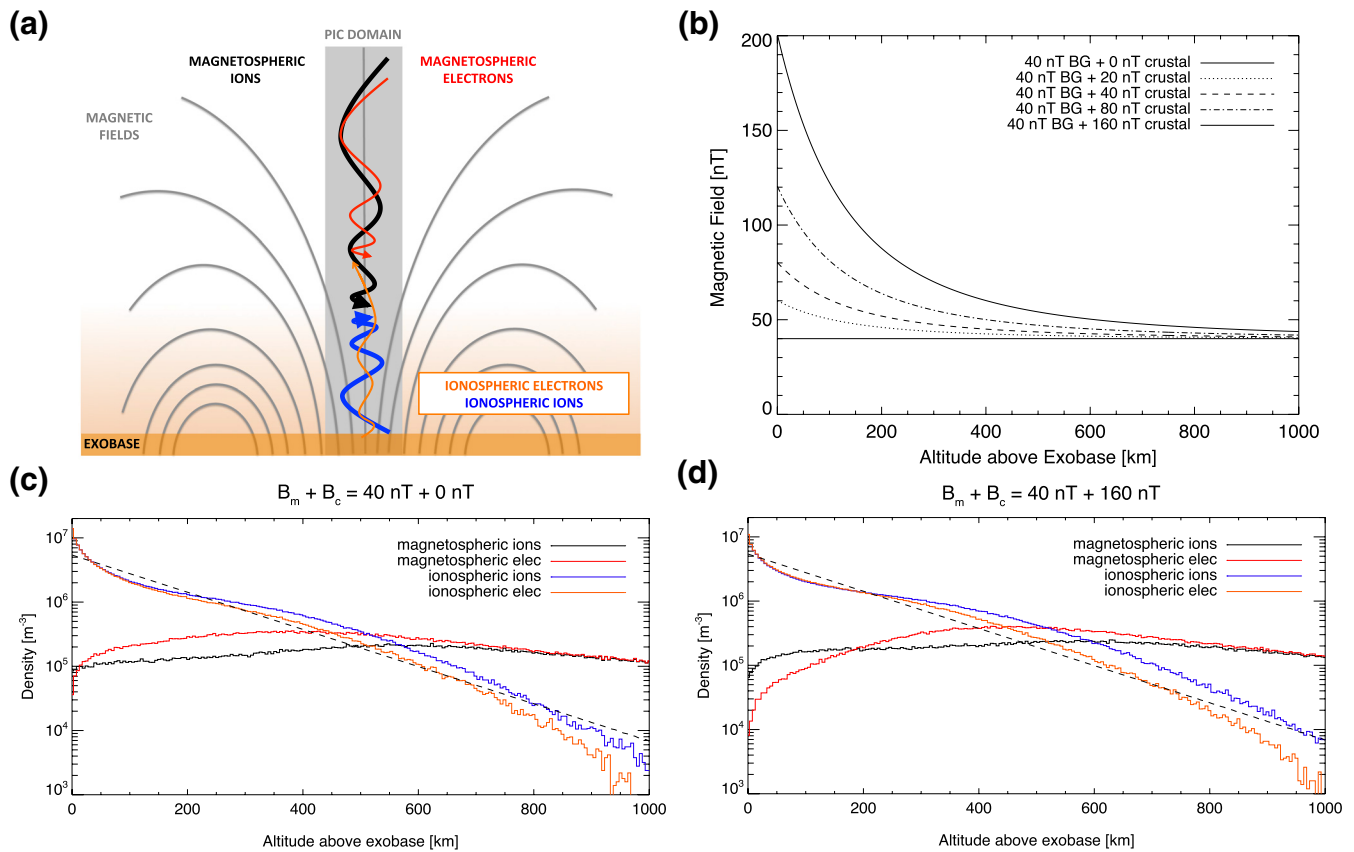 (a)
PIC DOMAIN
MAGNETOSPHERIC
IONS
MAGNETOSPHERIC
ELECTRONS
MAGNETIC
FIELDS
IONOSPHERIC ELECTRONS
IONOSPHERIC IONS
EXOBASE
(b)
200
150
100
50
0
Magnetic Field [nT]
40 nT BG + 0 nT crustal
40 nT BG + 20 nT crustal
40 nT BG + 40 nT crustal
40 nT BG + 80 nT crustal
40 nT BG + 160 nT crustal
0 200 400 600 800 1000
Altitude above Exobase [km]
(c)
Bm + Bc = 40 nT + 0 nT
10^7
10^6
10^5
10^4
10^3
Density [m^-3]
magnetospheric ions
magnetospheric elec
ionospheric ions
ionospheric elec
0 200 400 600 800 1000
Altitude above exobase [km]
(d)
Bm + Bc = 40 nT + 160 nT
10^7
10^6
10^5
10^4
10^3
Density [m^-3]
magnetospheric ions
magnetospheric elec
ionospheric ions
ionospheric elec
0 200 400 600 800 1000
Altitude above exobase [km]